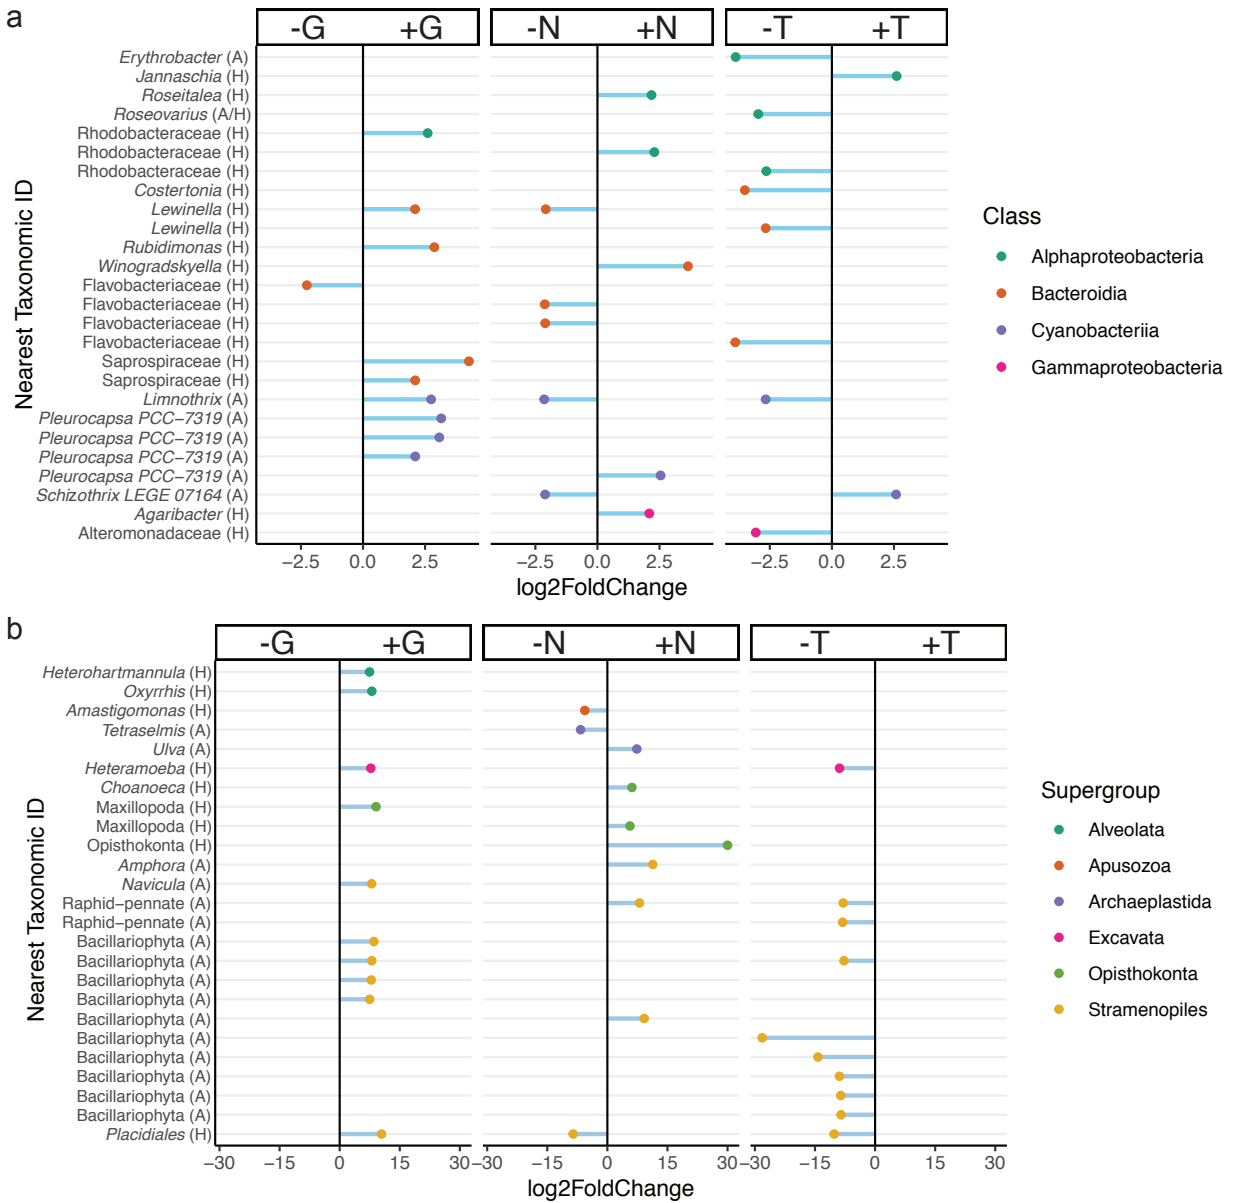 a
-G +G -N +N -T +T
Nearest Taxonomic ID
Erythrobacter (A)
Jannaschia (H)
Roseitalea (H)
Roseovarius (A/H)
Rhodobacteraceae (H)
Rhodobacteraceae (H)
Rhodobacteraceae (H)
Costertonia (H)
Lewinella (H)
Lewinella (H)
Rubidimonas (H)
Winogradskyella (H)
Flavobacteriaceae (H)
Flavobacteriaceae (H)
Flavobacteriaceae (H)
Flavobacteriaceae (H)
Saprospiraceae (H)
Saprospiraceae (H)
Limnothrix (A)
Pleurocapsa PCC−7319 (A)
Pleurocapsa PCC−7319 (A)
Pleurocapsa PCC−7319 (A)
Pleurocapsa PCC−7319 (A)
Schizothrix LEGE 07164 (A)
Agaribacter (H)
Alteromonadaceae (H)
−2.5 0.0 2.5 −2.5 0.0 2.5 −2.5 0.0 2.5
log2FoldChange
Class
Alphaproteobacteria
Bacteroidia
Cyanobacteriia
Gammaproteobacteria
b
-G +G -N +N -T +T
Nearest Taxonomic ID
Heterohartmannula (H)
Oxyrrhis (H)
Amastigomonas (H)
Tetraselmis (A)
Ulva (A)
Heteramoeba (H)
Choanoeca (H)
Maxillopoda (H)
Maxillopoda (H)
Opisthokonta (H)
Amphora (A)
Navicula (A)
Raphid−pennate (A)
Raphid−pennate (A)
Bacillariophyta (A)
Bacillariophyta (A)
Bacillariophyta (A)
Bacillariophyta (A)
Bacillariophyta (A)
Bacillariophyta (A)
Bacillariophyta (A)
Bacillariophyta (A)
Bacillariophyta (A)
Bacillariophyta (A)
Placidiales (H)
−30 −15 0 15 30 −30 −15 0 15 30 −30 −15 0 15 30
log2FoldChange
Supergroup
Alveolata
Apusozoa
Archaeplastida
Excavata
Opisthokonta
Stramenopiles